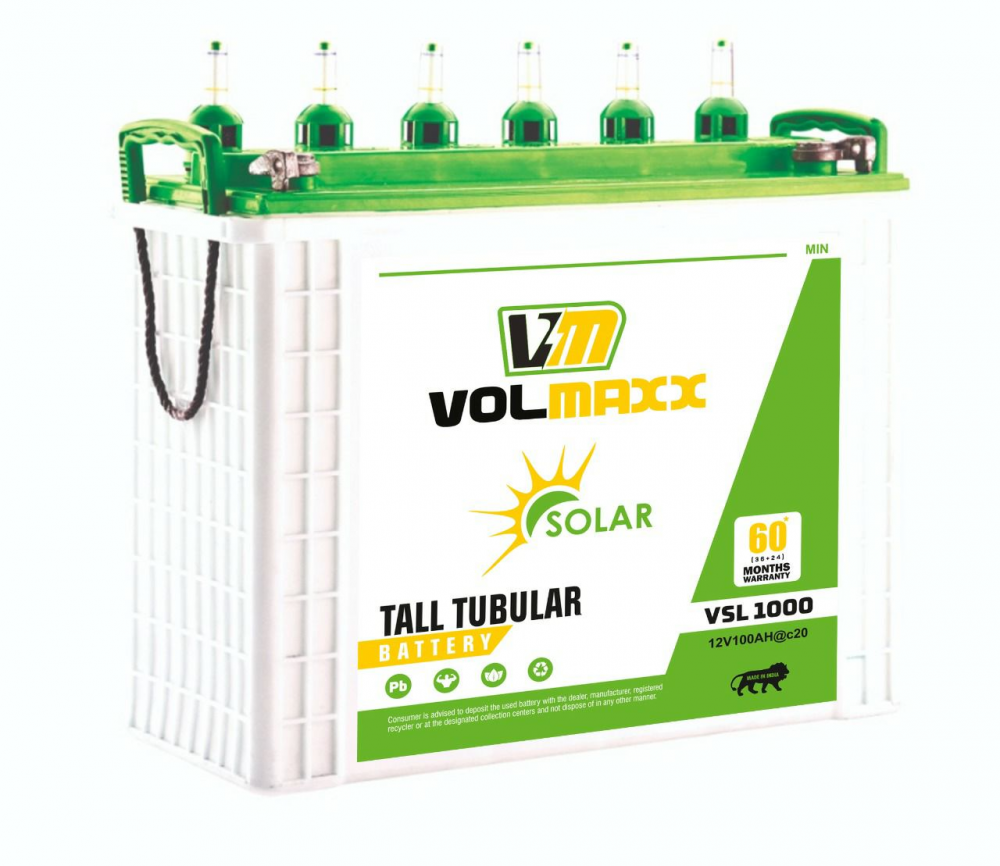 MIN
VM
VOLMAXX
SOLAR
60*
(36+24)
MONTHS
WARRANTY
TALL TUBULAR
BATTERY
VSL 1000
12V100AH@c20
Pb
MADE IN INDIA
Consumer is advised to deposit the used battery with the dealer, manufacturer, registered
recycler or at the designated collection centers and not dispose of in any other manner.